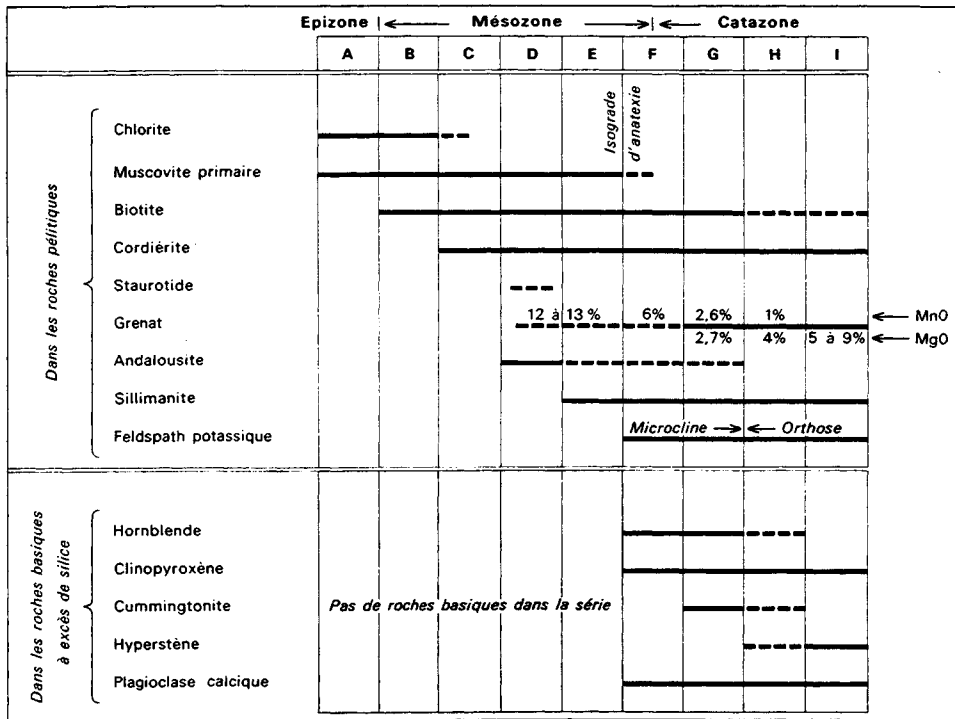 Epizone |← Mésozone →|← Catazone
A B C D E F G H I
Dans les roches pélitiques
Isograde d'anatexie
Chlorite
Muscovite primaire
Biotite
Cordiérite
Staurotide
Grenat 12 à 13% 6% 2,6% 1% ← MnO
2,7% 4% 5 à 9% ← MgO
Andalousite
Sillimanite
Feldspath potassique Microcline → ← Orthose
Dans les roches basiques
à excès de silice
Hornblende
Clinopyroxène
Cummingtonite Pas de roches basiques dans la série
Hyperstène
Plagioclase calcique